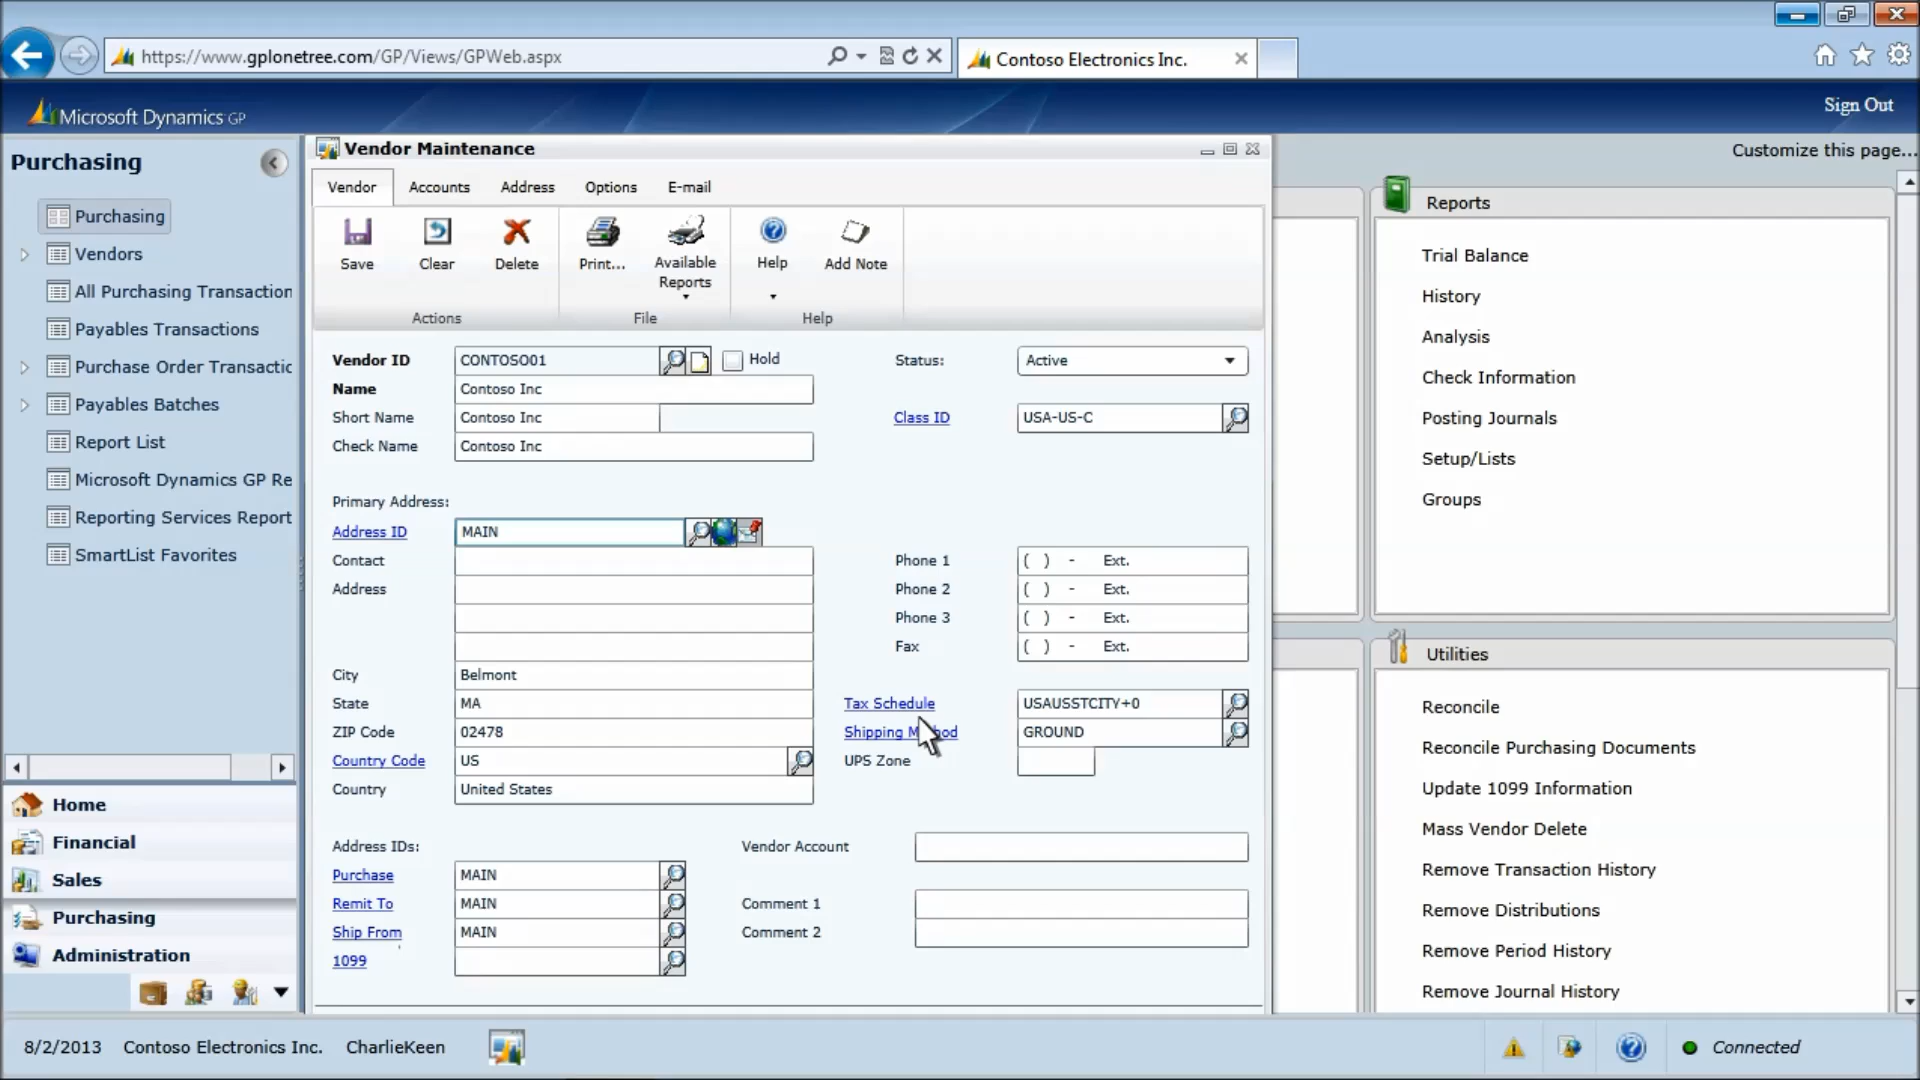 https://www.gplonetree.com/GP/Views/GPWeb.aspx
Contoso Electronics Inc.
Microsoft Dynamics GP
Sign Out
Customize this page...
Purchasing
Purchasing
Vendors
All Purchasing Transaction
Payables Transactions
Purchase Order Transactic
Payables Batches
Report List
Microsoft Dynamics GP Re
Reporting Services Report
SmartList Favorites
Home
Financial
Sales
Purchasing
Administration
Vendor Maintenance
Vendor Accounts Address Options E-mail
Save Clear Delete Print... Available Reports Help Add Note
Actions File Help
Vendor ID CONTOSO01 Hold Status: Active
Name Contoso Inc
Short Name Contoso Inc Class ID USA-US-C
Check Name Contoso Inc
Primary Address:
Address ID MAIN
Contact Phone 1 ( ) - Ext.
Address Phone 2 ( ) - Ext.
Phone 3 ( ) - Ext.
Fax ( ) - Ext.
City Belmont
State MA Tax Schedule USAUSSTCITY+0
ZIP Code 02478 Shipping GROUND
Country Code US UPS Zone
Country United States
Address IDs: Vendor Account
Purchase MAIN
Remit To MAIN Comment 1
Ship From MAIN Comment 2
1099
Reports
Trial Balance
History
Analysis
Check Information
Posting Journals
Setup/Lists
Groups
Utilities
Reconcile
Reconcile Purchasing Documents
Update 1099 Information
Mass Vendor Delete
Remove Transaction History
Remove Distributions
Remove Period History
Remove Journal History
8/2/2013 Contoso Electronics Inc. CharlieKeen Connected